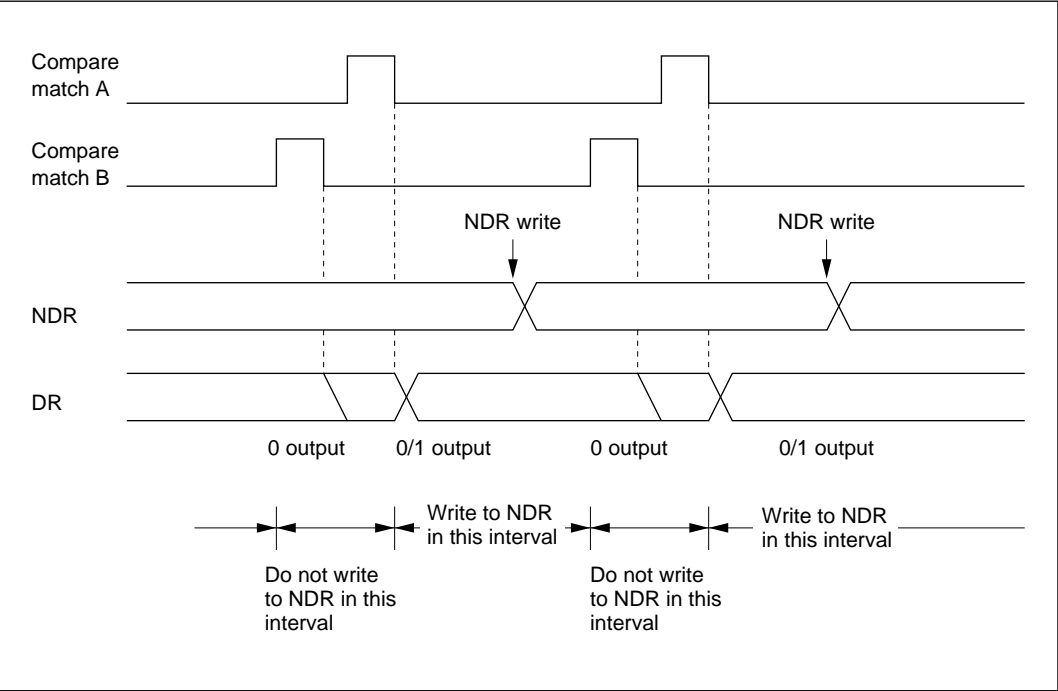 Compare
match A
Compare
match B
NDR write
NDR write
NDR
DR
0 output
0/1 output
0 output
0/1 output
Write to NDR
in this interval
Write to NDR
in this interval
Do not write
to NDR in this
interval
Do not write
to NDR in this
interval